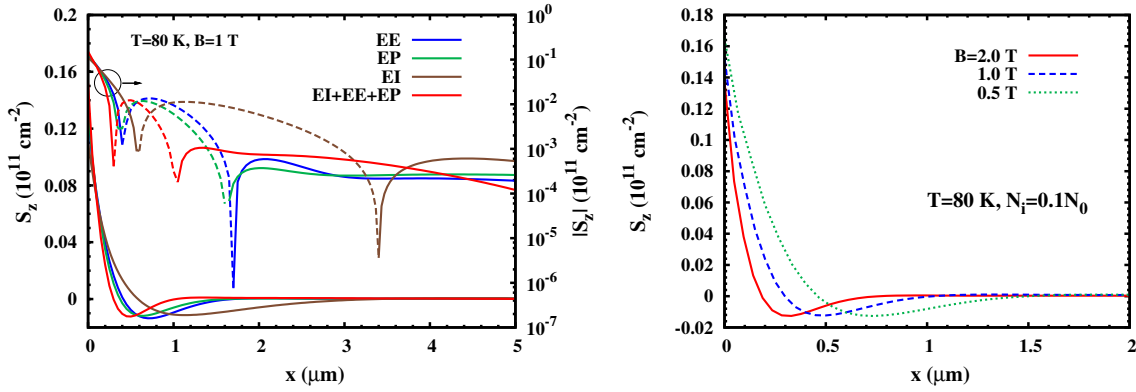 T=80 K, B=1 T
EE
EP
EI
EI+EE+EP
S_z (10^11 cm^-2)
0.2
0.16
0.12
0.08
0.04
0
10^0
10^-1
10^-2
10^-3
10^-4
10^-5
10^-6
10^-7
|S_z| (10^11 cm^-2)
0 1 2 3 4 5
x (μm)
S_z (10^11 cm^-2)
0.18
0.16
0.14
0.12
0.1
0.08
0.06
0.04
0.02
0
-0.02
B=2.0 T
1.0 T
0.5 T
T=80 K, N_i=0.1N_0
0 0.5 1 1.5 2
x (μm)